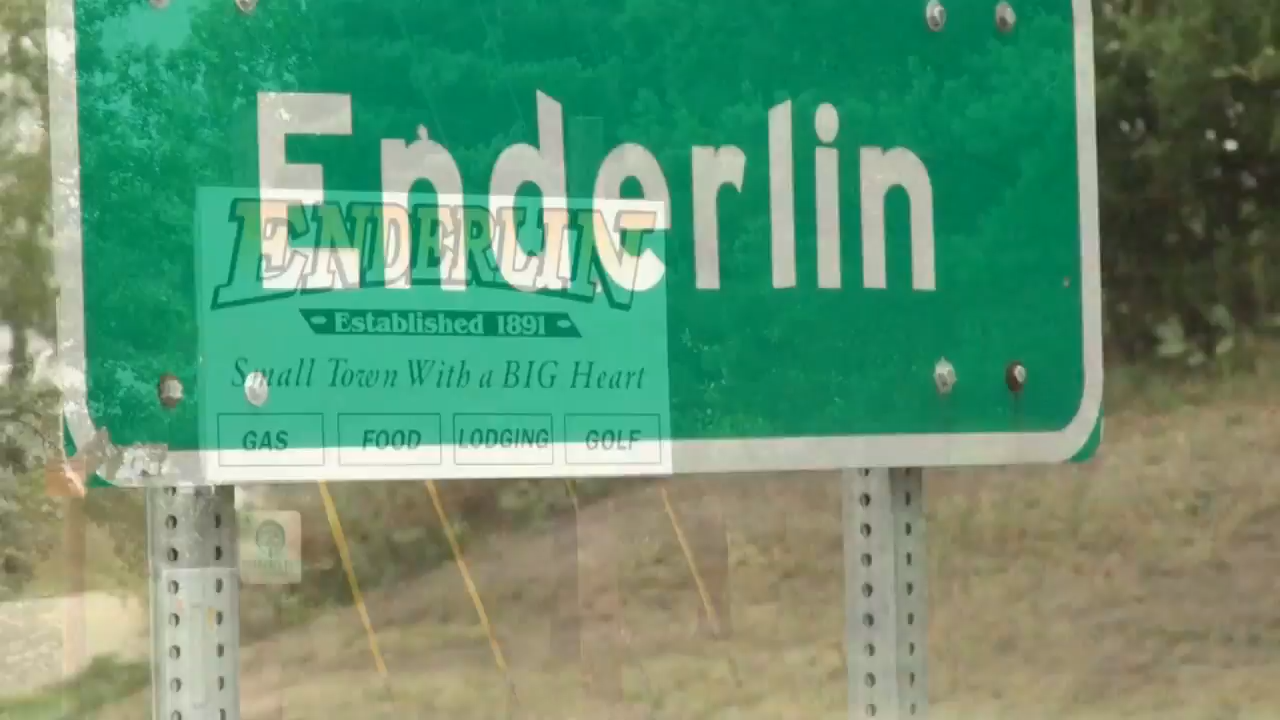 Enderlin
ENDERLIN
Established 1891
Small Town With a BIG Heart
GAS FOOD LODGING GOLF